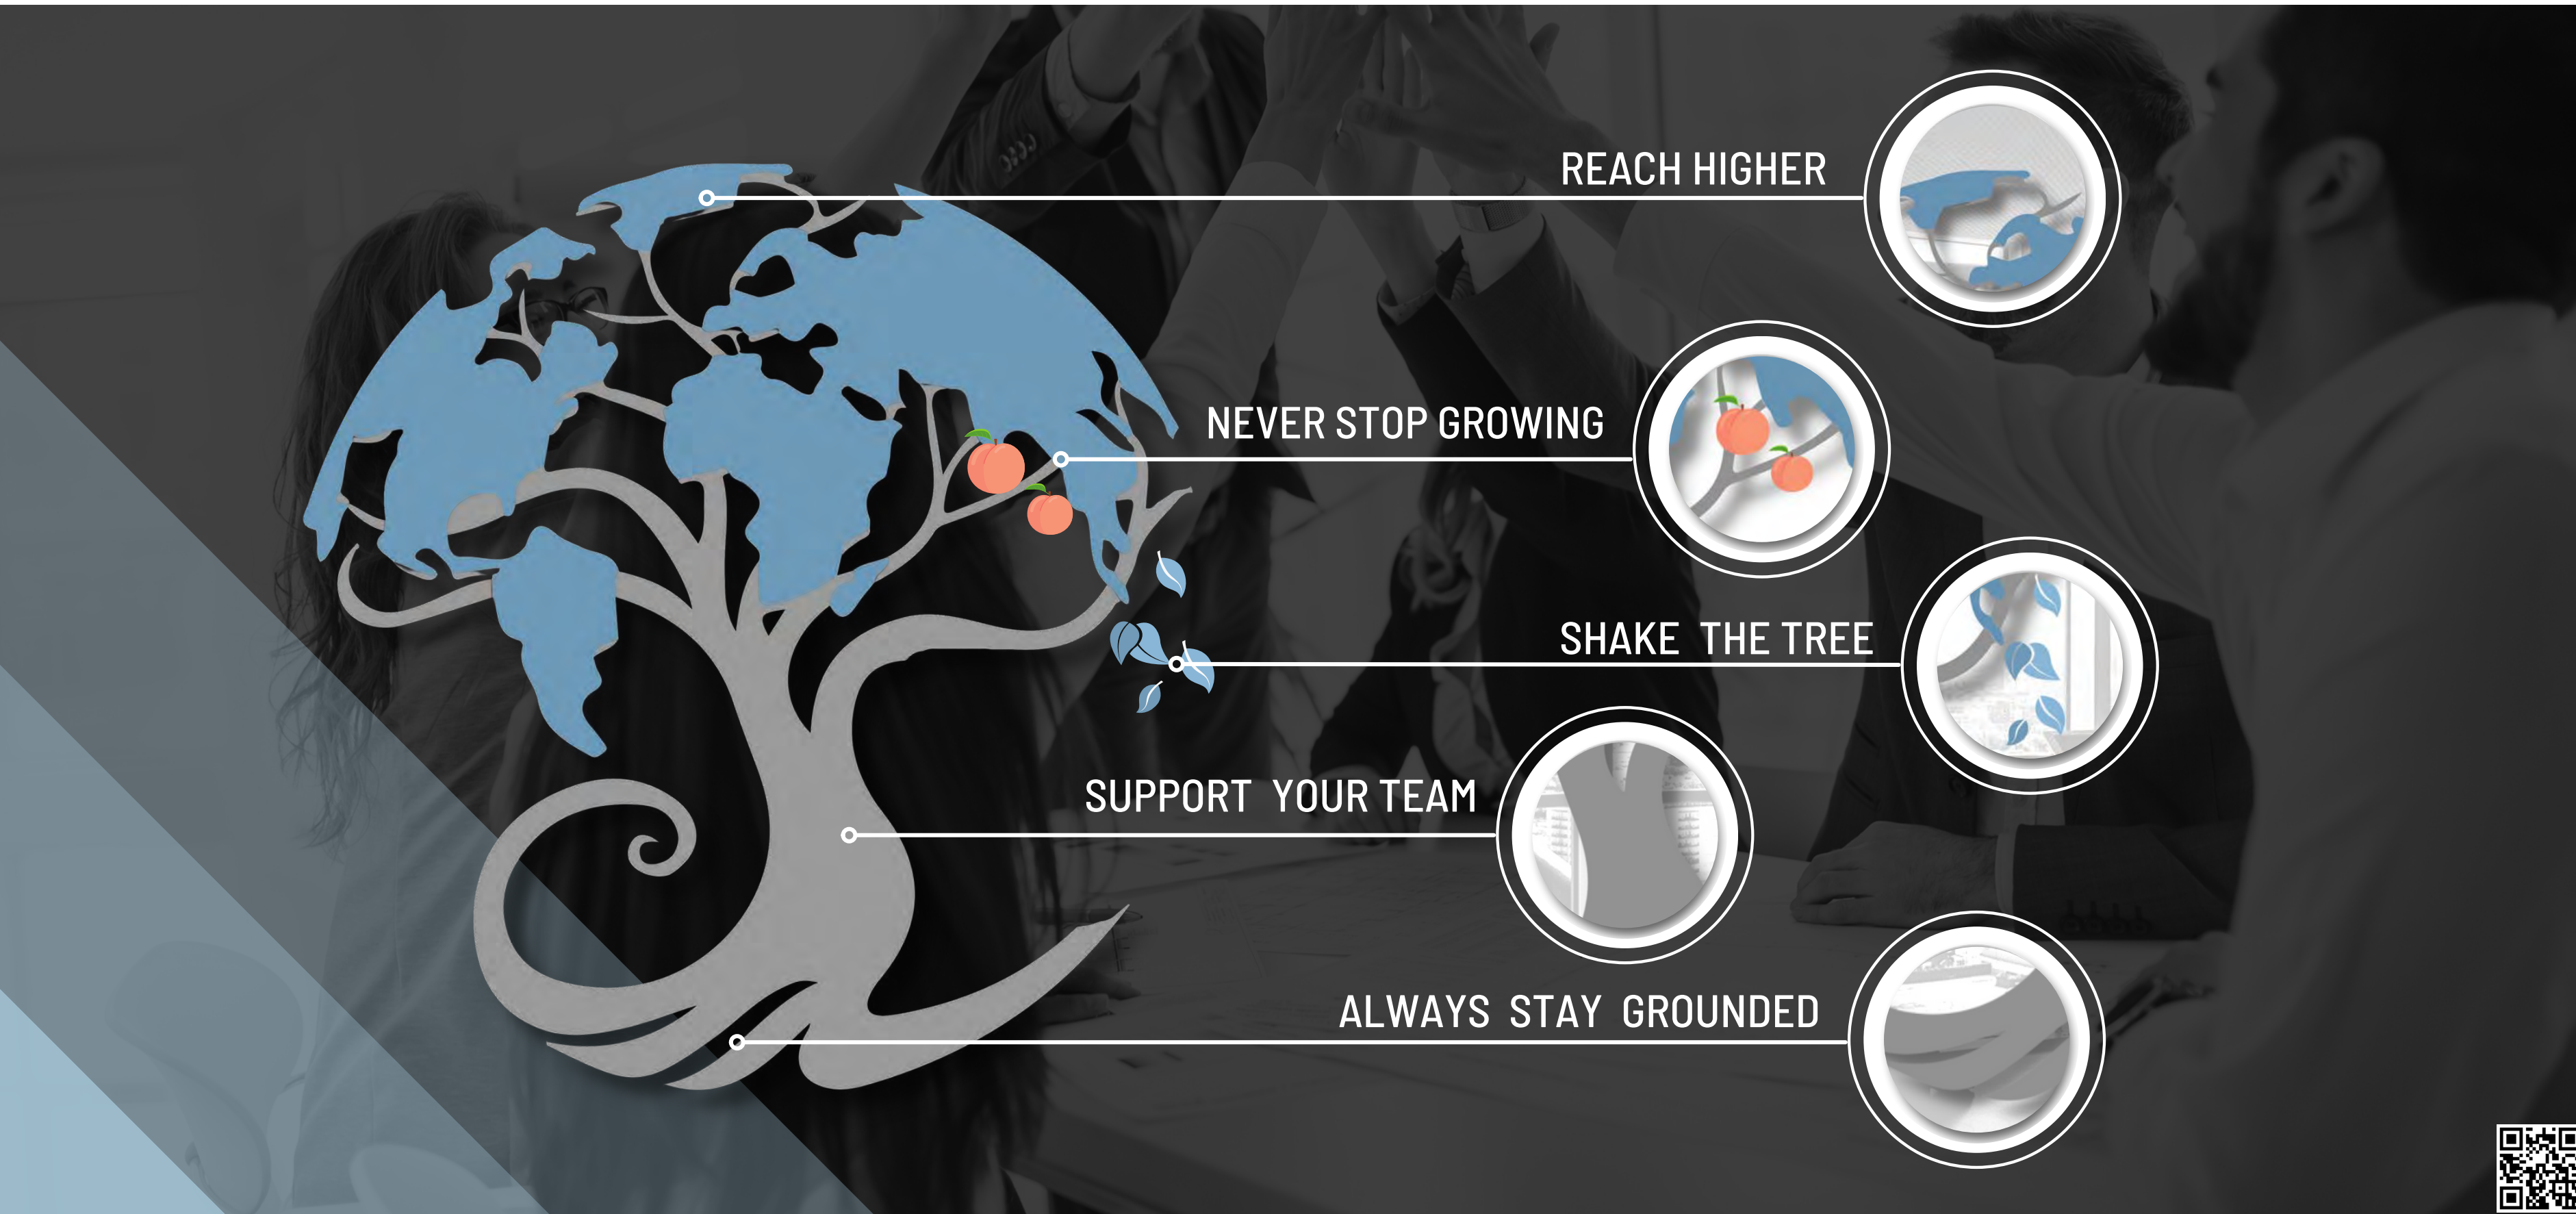 REACH HIGHER
NEVER STOP GROWING
SHAKE THE TREE
SUPPORT YOUR TEAM
ALWAYS STAY GROUNDED